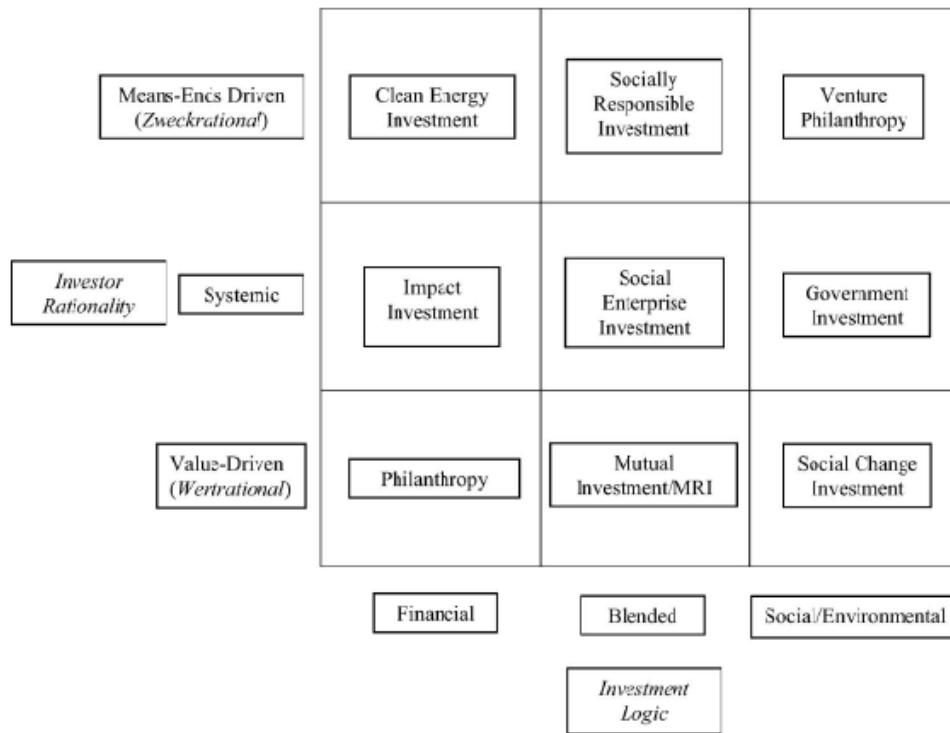 Means-Ends Driven
(Zweckrational)
Clean Energy
Investment
Socially
Responsible
Investment
Venture
Philanthropy
Investor
Rationality
Systemic
Impact
Investment
Social
Enterprise
Investment
Government
Investment
Value-Driven
(Wertrational)
Philanthropy
Mutual
Investment/MRI
Social Change
Investment
Financial
Blended
Social/Environmental
Investment
Logic